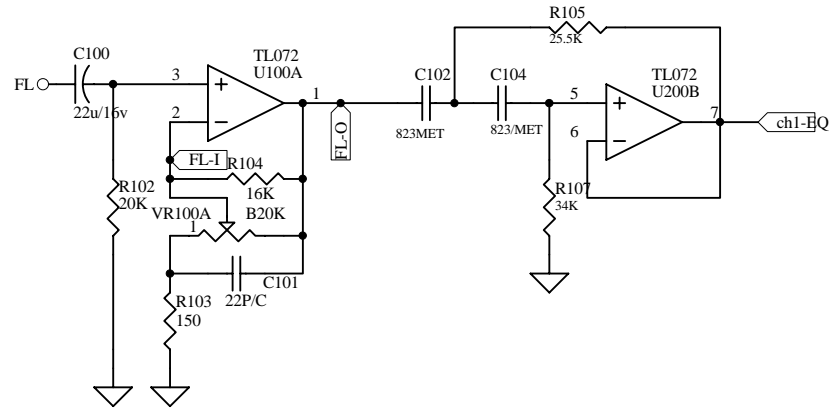 R105
25.5K
C100
TL072
U100A
FL
22u/16v
3
2
1
FL-I
FL-O
R104
16K
R102
20K
VR100A
B20K
1
C101
22P/C
R103
150
C102
823MET
C104
823/MET
TL072
U200B
5
6
7
ch1-EQ
R107
34K